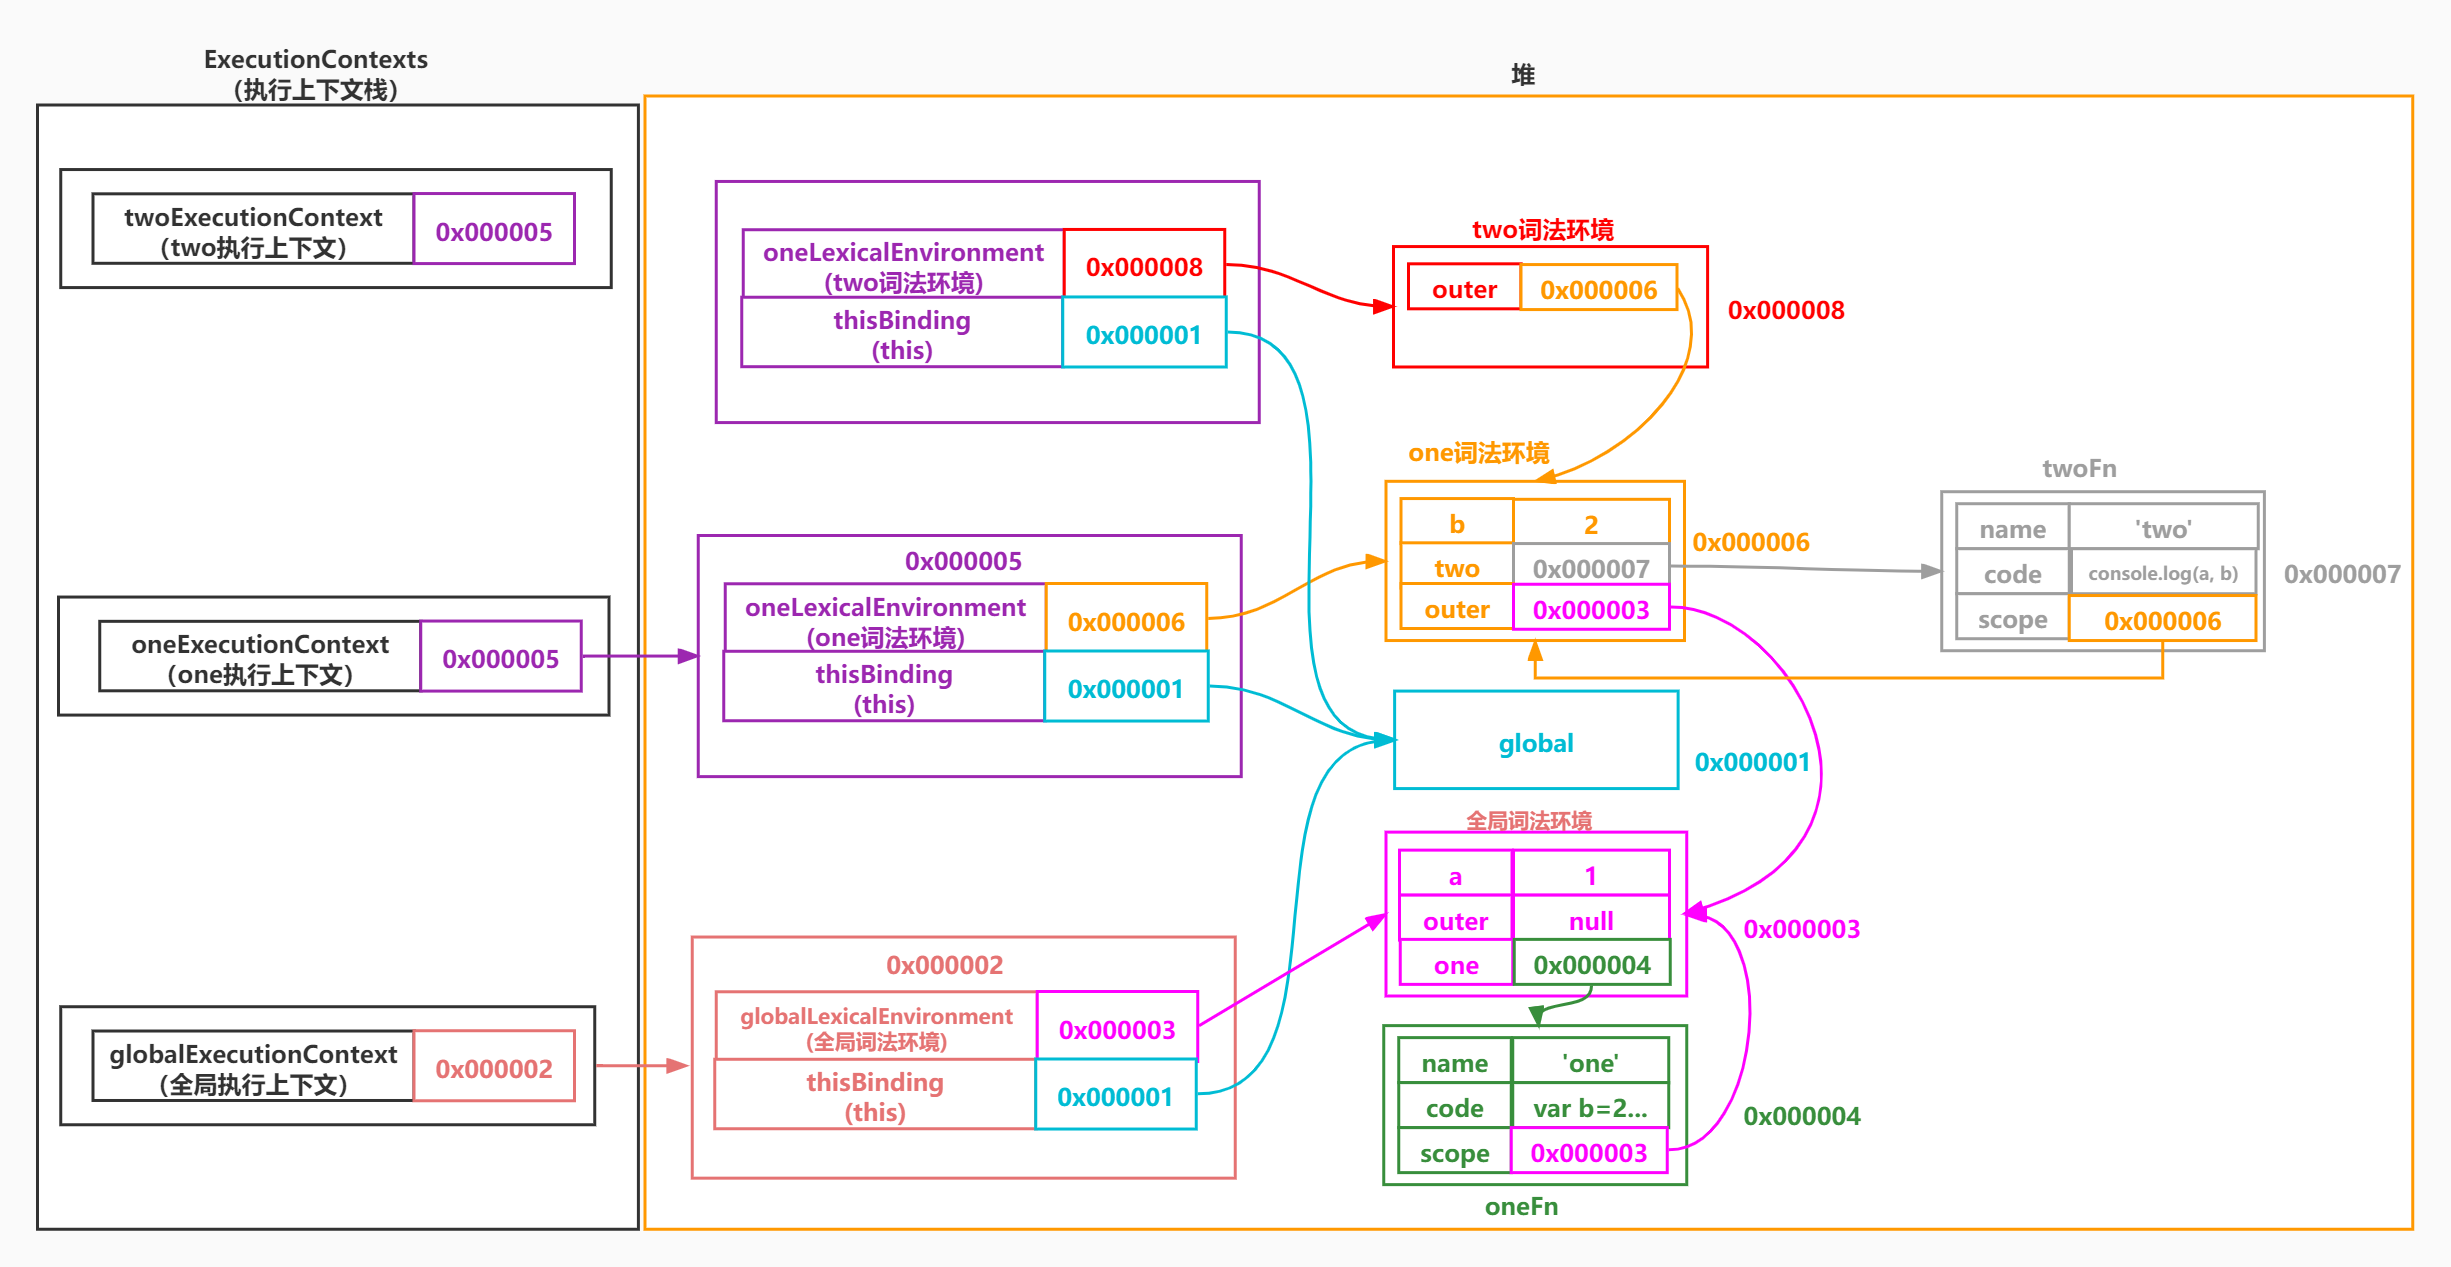 ExecutionContexts
（执行上下文栈）
堆
twoExecutionContext
（two执行上下文）
0x000005
oneLexicalEnvironment
(two词法环境)
0x000008
thisBinding
(this)
0x000001
two词法环境
outer
0x000006
0x000008
oneExecutionContext
（one执行上下文）
0x000005
0x000005
oneLexicalEnvironment
(one词法环境)
0x000006
thisBinding
(this)
0x000001
one词法环境
b
2
two
0x000007
outer
0x000003
0x000006
twoFn
name
'two'
code
console.log(a, b)
scope
0x000006
0x000007
global
0x000001
globalExecutionContext
（全局执行上下文）
0x000002
0x000002
globalLexicalEnvironment
(全局词法环境)
0x000003
thisBinding
(this)
0x000001
全局词法环境
a
1
outer
null
one
0x000004
0x000003
name
'one'
code
var b=2...
scope
0x000003
0x000004
oneFn